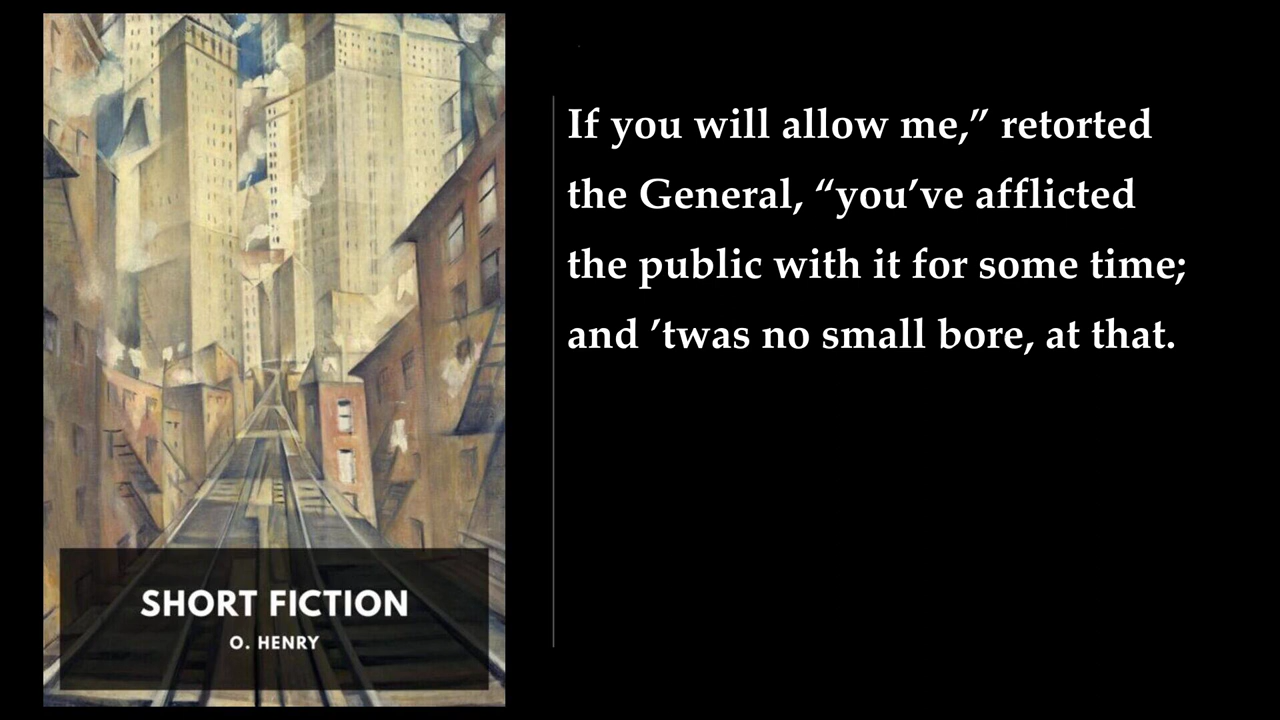 SHORT FICTION
O. HENRY
If you will allow me,” retorted
the General, “you’ve afflicted
the public with it for some time;
and ’twas no small bore, at that.